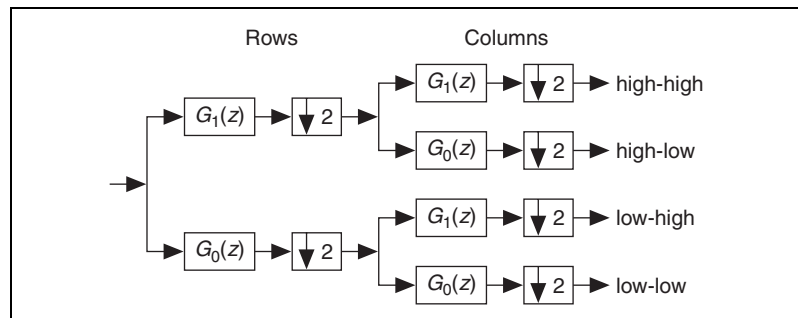 Rows Columns
G₁(z) ↓ 2 high-high
G₁(z) ↓ 2
G₀(z) ↓ 2 high-low
G₁(z) ↓ 2 low-high
G₀(z) ↓ 2
G₀(z) ↓ 2 low-low